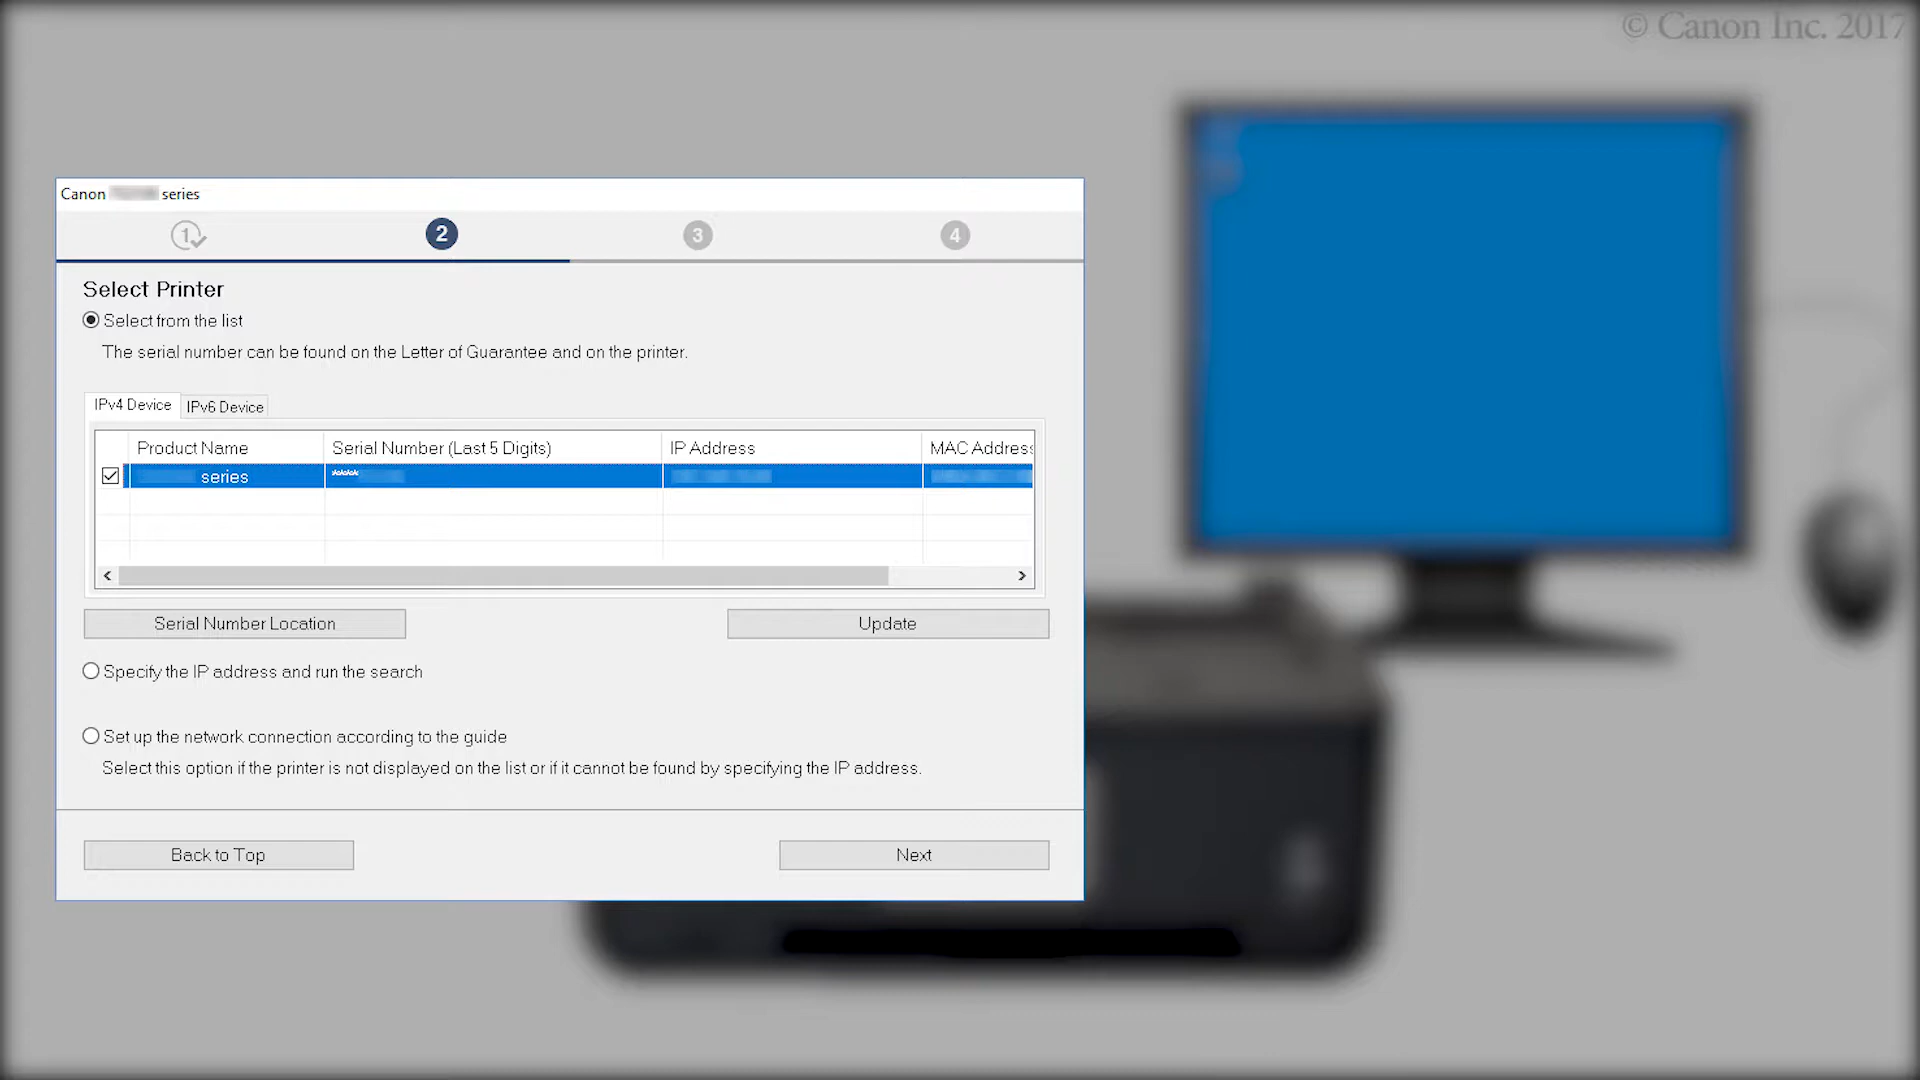 © Canon Inc. 2017
Canon series
1 2 3 4
Select Printer
Select from the list
The serial number can be found on the Letter of Guarantee and on the printer.
IPv4 Device IPv6 Device
Product Name Serial Number (Last 5 Digits) IP Address MAC Address
series ****
Serial Number Location Update
Specify the IP address and run the search
Set up the network connection according to the guide
Select this option if the printer is not displayed on the list or if it cannot be found by specifying the IP address.
Back to Top Next